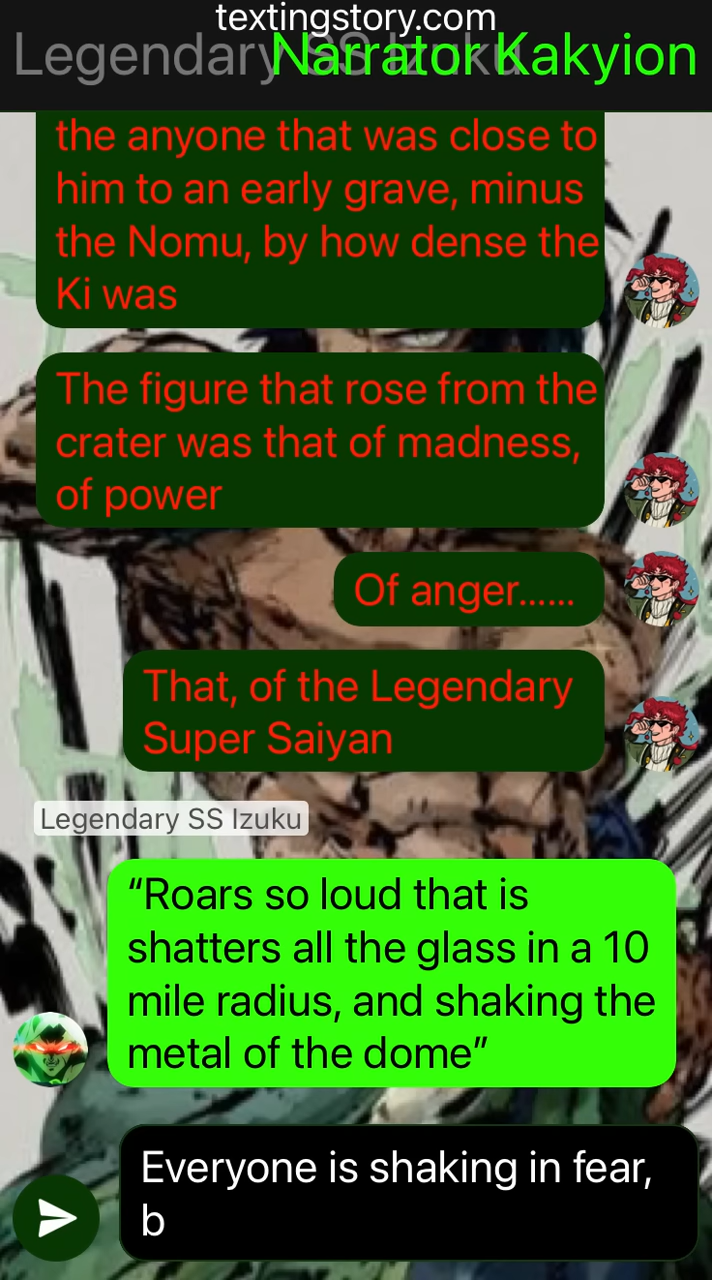 textingstory.com
Legendary SS Izuku
Narrator Kakyion
the anyone that was close to
him to an early grave, minus
the Nomu, by how dense the
Ki was
The figure that rose from the
crater was that of madness,
of power
Of anger......
That, of the Legendary
Super Saiyan
Legendary SS Izuku
“Roars so loud that is
shatters all the glass in a 10
mile radius, and shaking the
metal of the dome”
Everyone is shaking in fear,
b